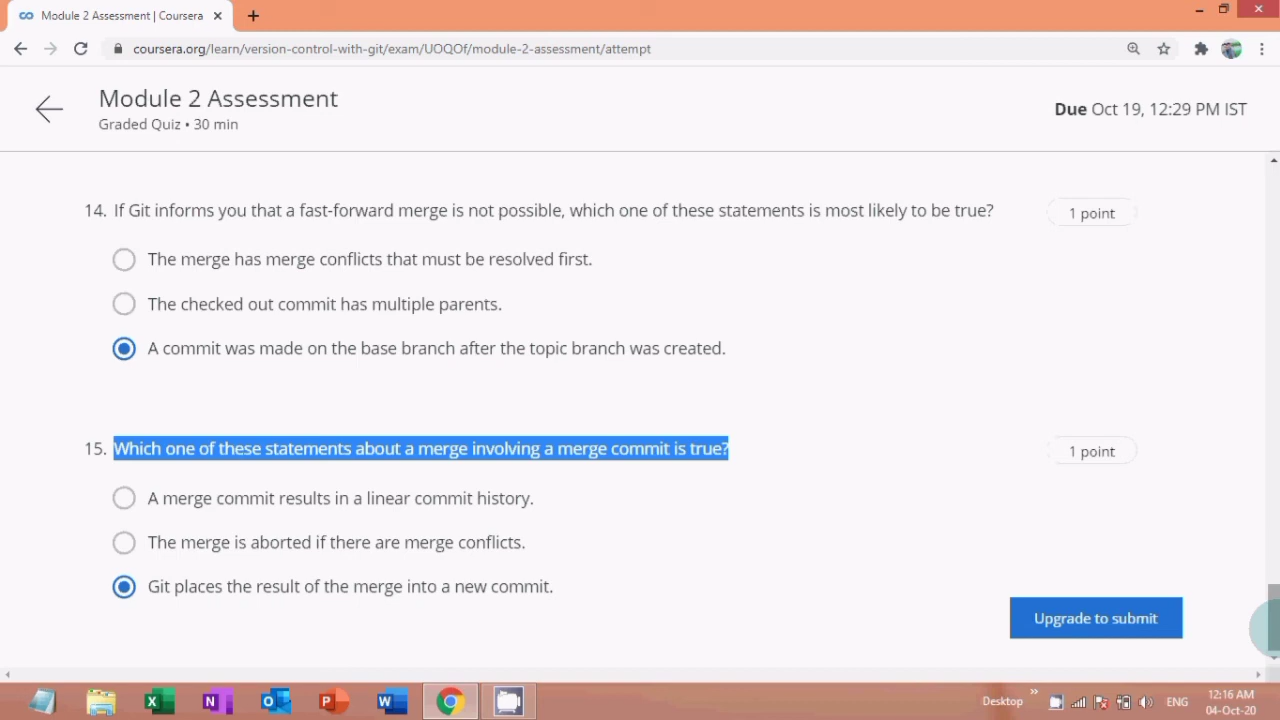 Module 2 Assessment | Coursera
coursera.org/learn/version-control-with-git/exam/UOQOf/module-2-assessment/attempt
Module 2 Assessment
Graded Quiz • 30 min
Due Oct 19, 12:29 PM IST
14. If Git informs you that a fast-forward merge is not possible, which one of these statements is most likely to be true?
1 point
The merge has merge conflicts that must be resolved first.
The checked out commit has multiple parents.
A commit was made on the base branch after the topic branch was created.
15. Which one of these statements about a merge involving a merge commit is true?
1 point
A merge commit results in a linear commit history.
The merge is aborted if there are merge conflicts.
Git places the result of the merge into a new commit.
Upgrade to submit
Desktop
ENG
12:16 AM
04-Oct-20